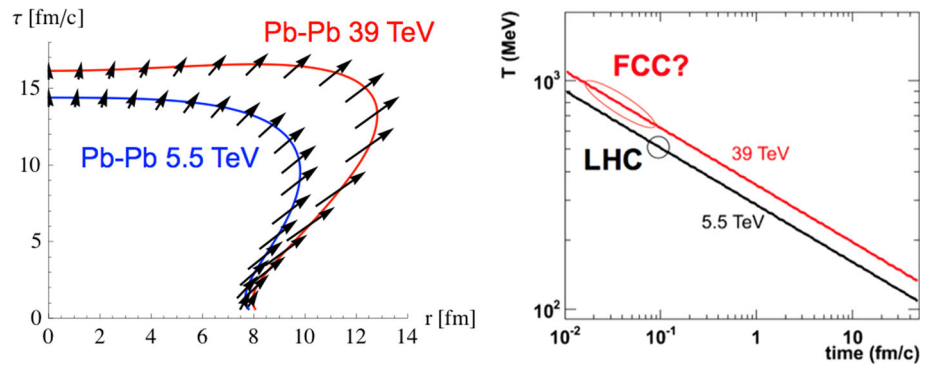 τ [fm/c]
Pb-Pb 39 TeV
Pb-Pb 5.5 TeV
15
10
5
0
0 2 4 6 8 10 12 14
r [fm]
T (MeV)
10³
10²
FCC?
LHC
39 TeV
5.5 TeV
10⁻² 10⁻¹ 1 10
time (fm/c)